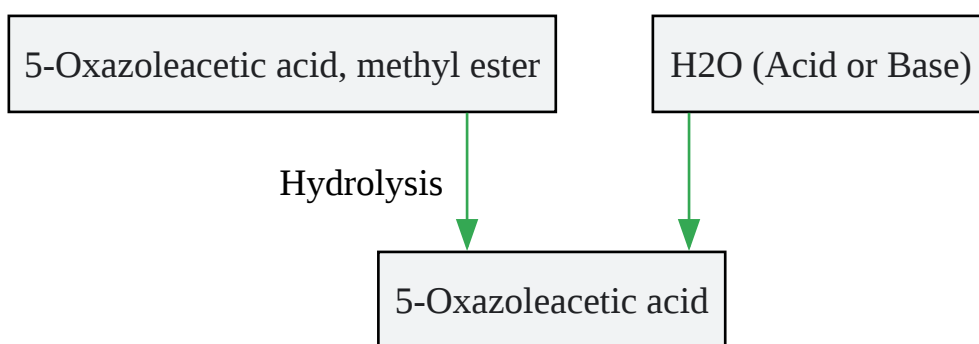 5-Oxazoleacetic acid, methyl ester
H2O (Acid or Base)
Hydrolysis
5-Oxazoleacetic acid